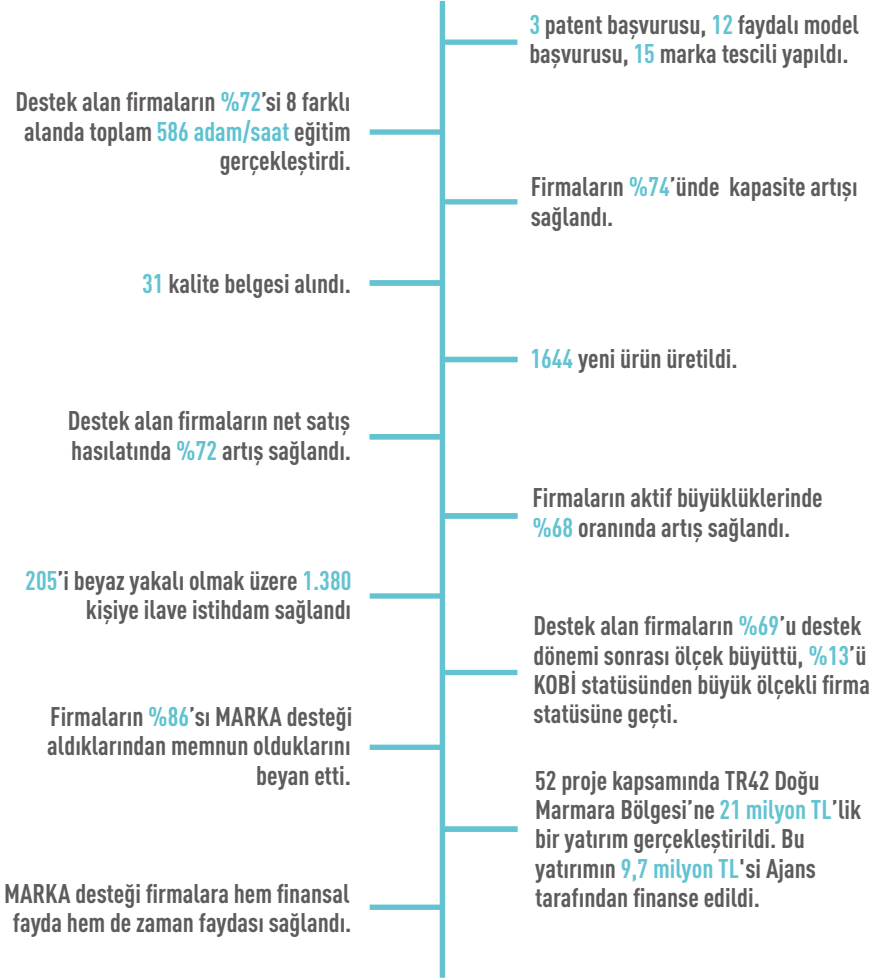 3 patent başvurusu, 12 faydalı model
başvurusu, 15 marka tescili yapıldı.
Destek alan firmaların %72'si 8 farklı
alanda toplam 586 adam/saat eğitim
gerçekleştirdi.
Firmaların %74'ünde kapasite artışı
sağlandı.
31 kalite belgesi alındı.
1644 yeni ürün üretildi.
Destek alan firmaların net satış
hasılatında %72 artış sağlandı.
Firmaların aktif büyüklüklerinde
%68 oranında artış sağlandı.
205'i beyaz yakalı olmak üzere 1.380
kişiye ilave istihdam sağlandı
Destek alan firmaların %69'u destek
dönemi sonrası ölçek büyüttü, %13'ü
KOBİ statüsünden büyük ölçekli firma
statüsüne geçti.
Firmaların %86'sı MARKA desteği
aldıklarından memnun olduklarını
beyan etti.
52 proje kapsamında TR42 Doğu
Marmara Bölgesi'ne 21 milyon TL'lik
bir yatırım gerçekleştirildi. Bu
yatırımın 9,7 milyon TL'si Ajans
tarafından finanse edildi.
MARKA desteği firmalara hem finansal
fayda hem de zaman faydası sağlandı.